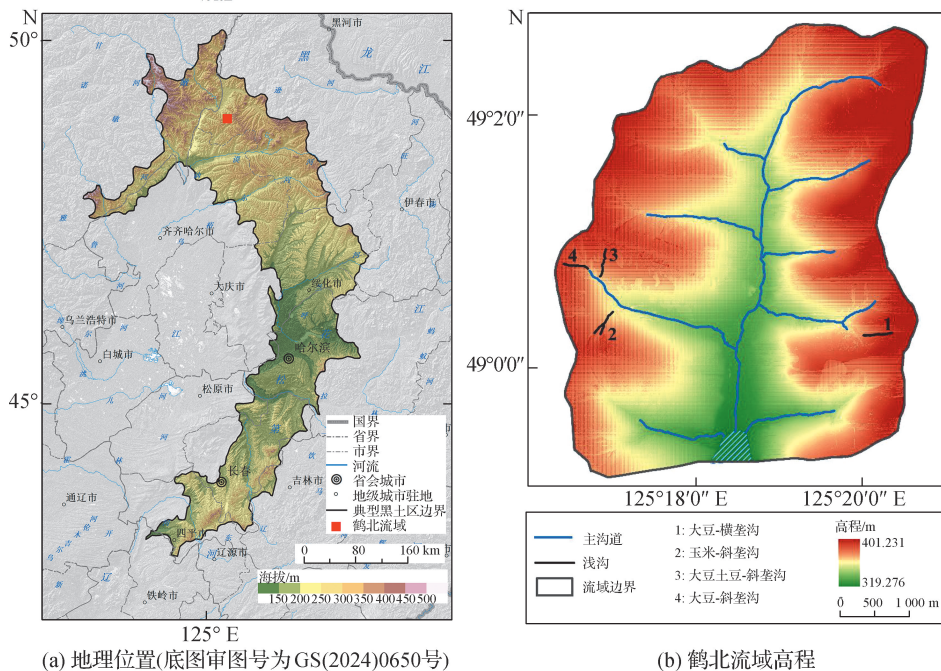 N
50°
45°
125° E
黑河市
黑
龙
江
伊春市
齐齐哈尔市
大庆市
绥化市
乌兰浩特市
白城市
哈尔滨
松原市
长春
吉林市
通辽市
四平市
辽源市
铁岭市
国界
省界
市界
河流
省会城市
地级城市驻地
典型黑土区边界
鹤北流域
0 80 160 km
海拔/m
150 200 250 300 350 400 450 500
(a) 地理位置(底图审图号为GS(2024)0650号)
N
49°2′0″
49°0′0″
4
3
2
1
125°18′0″ E
125°20′0″ E
主沟道
浅沟
流域边界
1: 大豆-横垄沟
2: 玉米-斜垄沟
3: 大豆土豆-斜垄沟
4: 大豆-斜垄沟
高程/m
401.231
319.276
0 500 1 000 m
(b) 鹤北流域高程